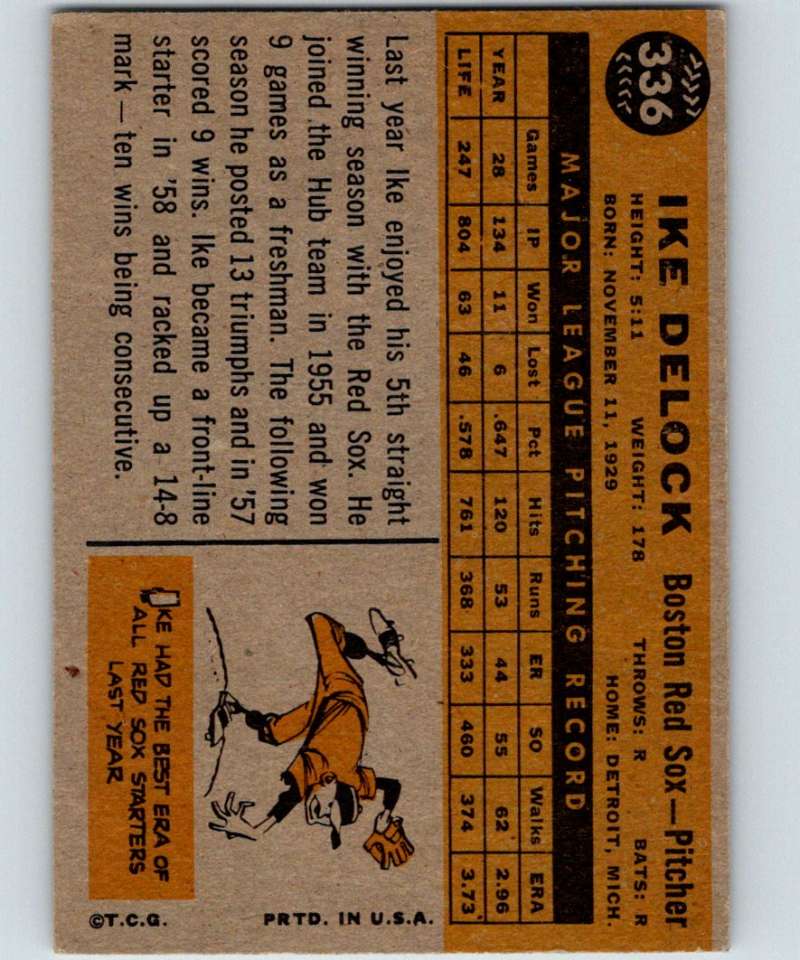 336
IKE DELOCK Boston Red Sox—Pitcher
HEIGHT: 5:11 WEIGHT: 178 THROWS: R BATS: R
BORN: NOVEMBER 11, 1929 HOME: DETROIT, MICH.
MAJOR LEAGUE PITCHING RECORD
Games IP Won Lost Pct Hits Runs ER SO Walks ERA
YEAR 28 134 11 6 .647 120 53 44 55 62 2.96
LIFE 247 804 63 46 .578 761 368 333 460 374 3.73
Last year Ike enjoyed his 5th straight
winning season with the Red Sox. He
joined the Hub team in 1955 and won
9 games as a freshman. The following
season he posted 13 triumphs and in '57
scored 9 wins. Ike became a front-line
starter in '58 and racked up a 14-8
mark — ten wins being consecutive.
IKE HAD THE BEST ERA OF
ALL RED SOX STARTERS
LAST YEAR
©T.C.G. PRTD. IN U.S.A.